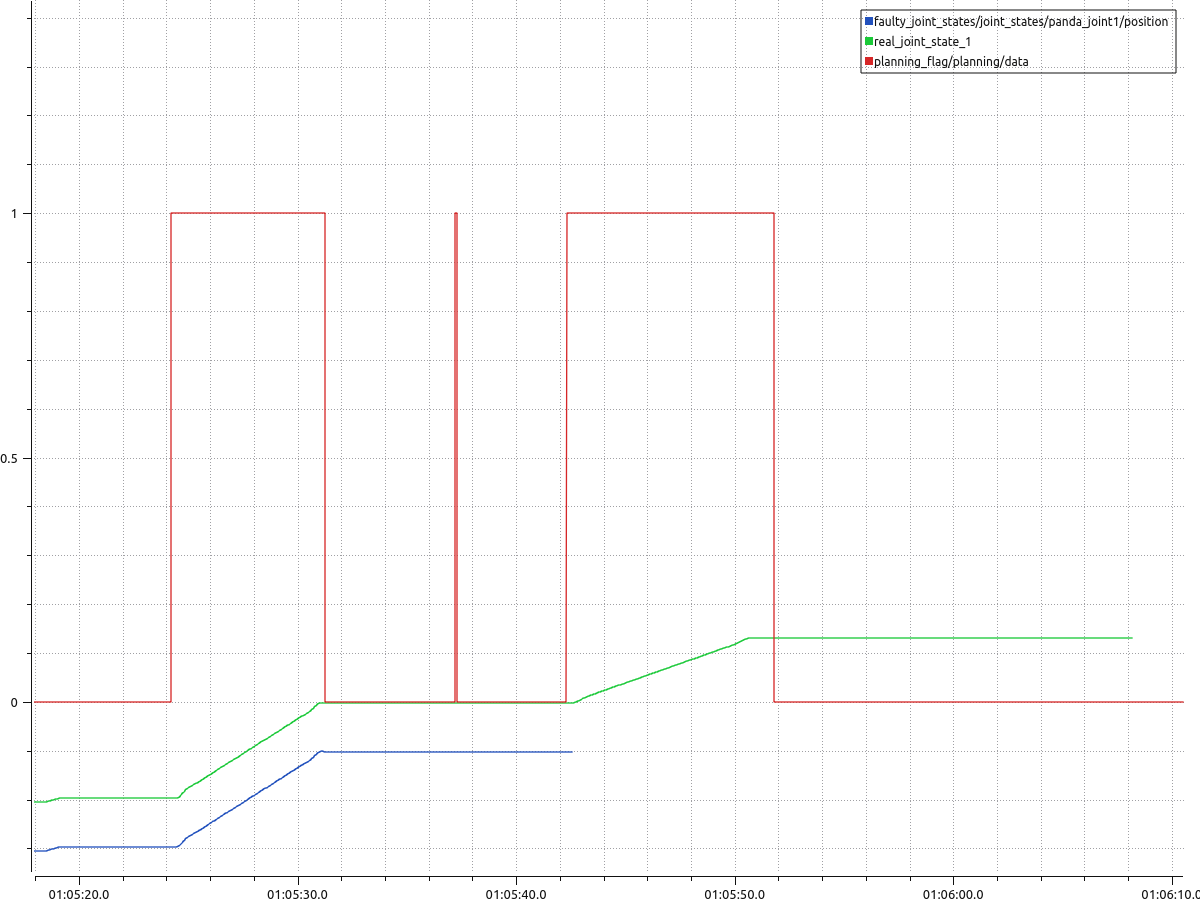 faulty_joint_states/joint_states/panda_joint1/position
real_joint_state_1
planning_flag/planning/data
1
0.5
0
01:05:20.0 01:05:30.0 01:05:40.0 01:05:50.0 01:06:00.0 01:06:10.0